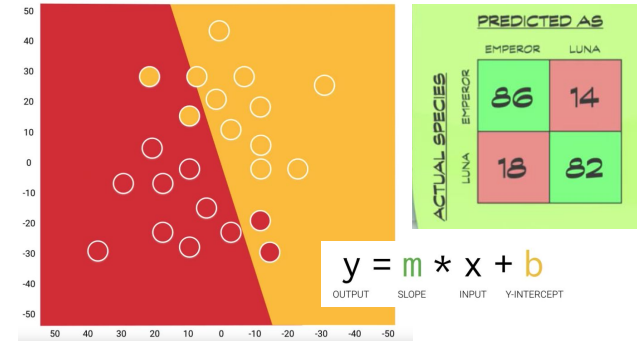 50
40
30
20
10
0
-10
-20
-30
-40
-50
50 40 30 20 10 0 -10 -20 -30 -40 -50
PREDICTED AS
EMPEROR LUNA
ACTUAL SPECIES
EMPEROR
86 14
LUNA
18 82
y = m * x + b
OUTPUT SLOPE INPUT Y-INTERCEPT